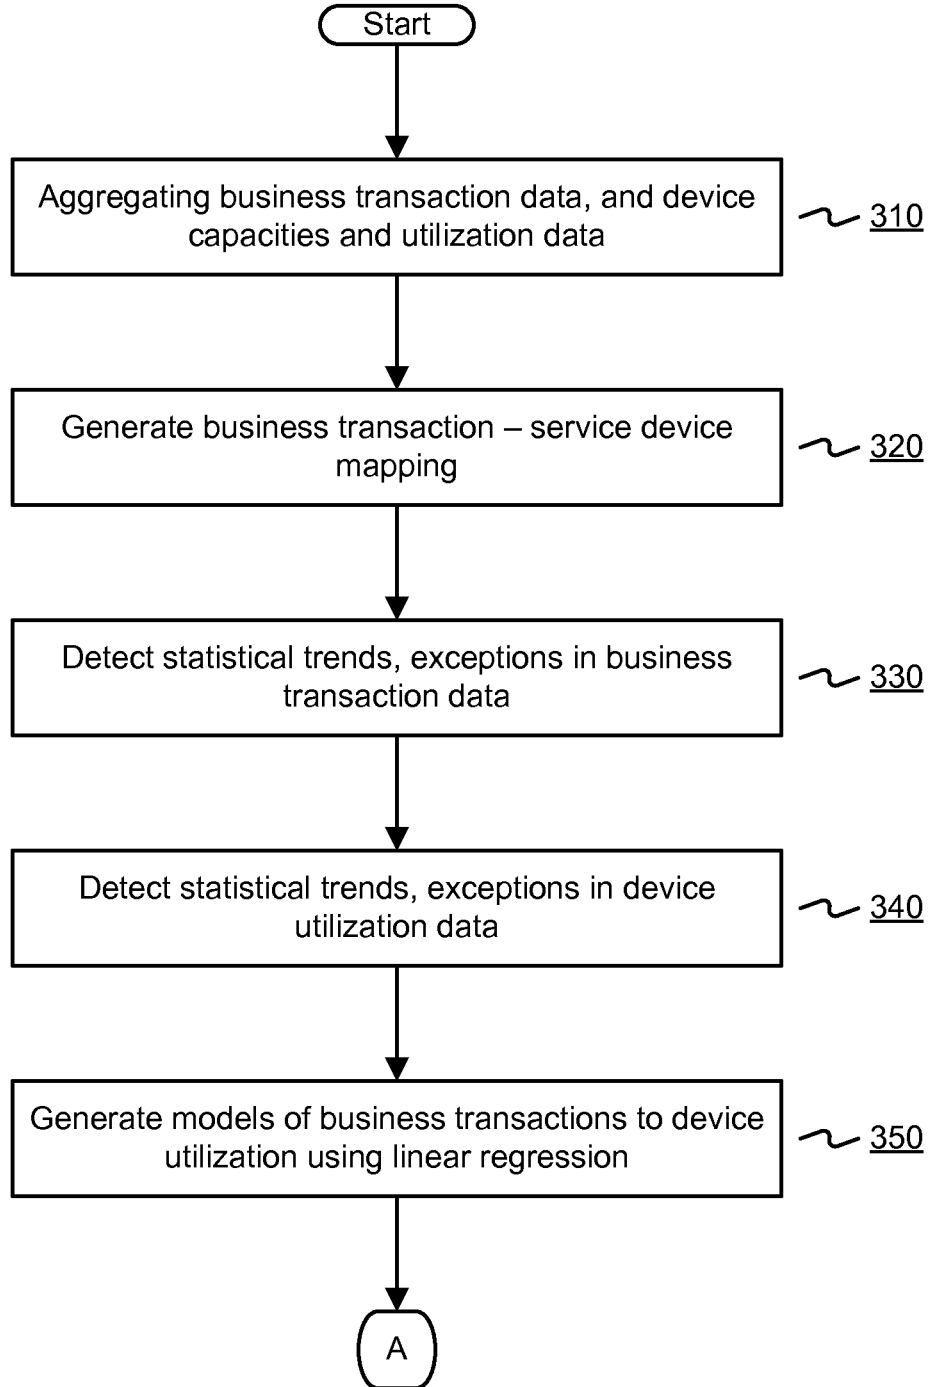 Start
Aggregating business transaction data, and device
capacities and utilization data
310
Generate business transaction – service device
mapping
320
Detect statistical trends, exceptions in business
transaction data
330
Detect statistical trends, exceptions in device
utilization data
340
Generate models of business transactions to device
utilization using linear regression
350
A